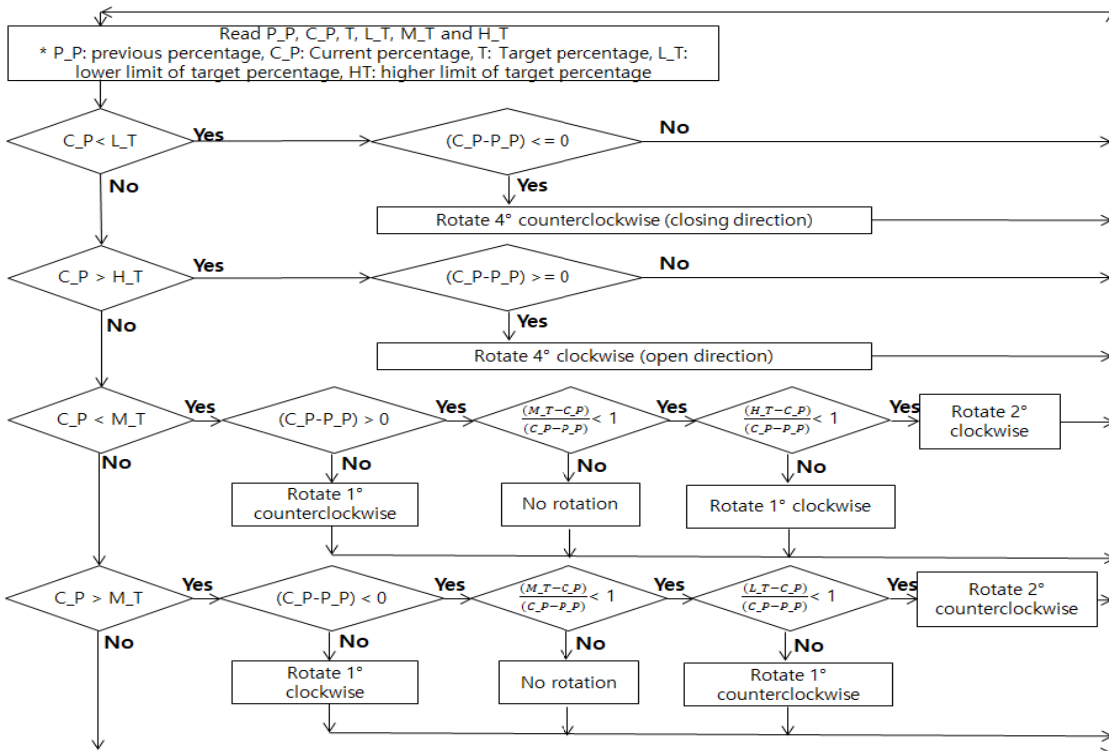 Read P_P, C_P, T, L_T, M_T and H_T
* P_P: previous percentage, C_P: Current percentage, T: Target percentage, L_T:
lower limit of target percentage, HT: higher limit of target percentage
C_P< L_T
Yes
(C_P-P_P) <= 0
No
No
Yes
Rotate 4° counterclockwise (closing direction)
C_P > H_T
Yes
(C_P-P_P) >= 0
No
No
Yes
Rotate 4° clockwise (open direction)
C_P < M_T
Yes
(C_P-P_P) > 0
Yes
(M_T−C_P)
(C_P−P_P)
< 1
Yes
(H_T−C_P)
(C_P−P_P)
< 1
Yes
Rotate 2°
clockwise
No
No
No
No
Rotate 1°
counterclockwise
No rotation
Rotate 1° clockwise
C_P > M_T
Yes
(C_P-P_P) < 0
Yes
(M_T−C_P)
(C_P−P_P)
< 1
Yes
(L_T−C_P)
(C_P−P_P)
< 1
Yes
Rotate 2°
counterclockwise
No
No
No
No
Rotate 1°
clockwise
No rotation
Rotate 1°
counterclockwise